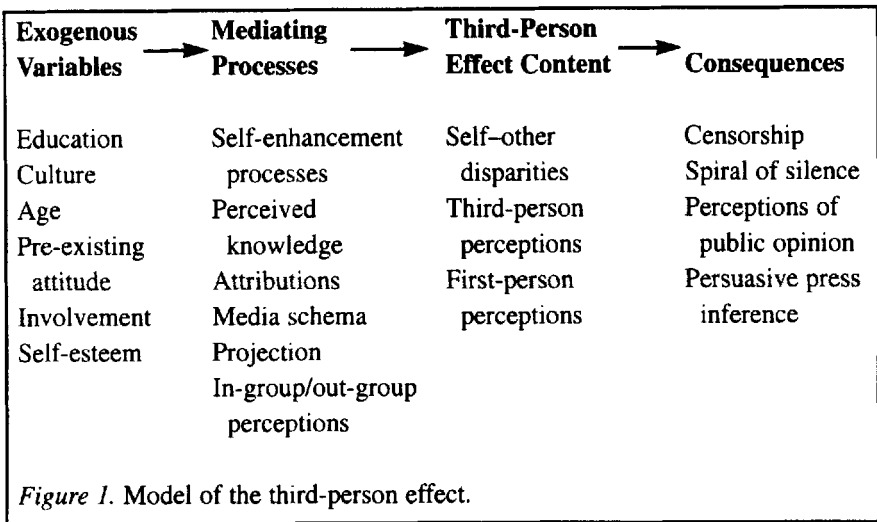 Exogenous Variables
Mediating Processes
Third-Person Effect Content
Consequences
Education
Culture
Age
Pre-existing attitude
Involvement
Self-esteem
Self-enhancement processes
Perceived knowledge
Attributions
Media schema
Projection
In-group/out-group perceptions
Self–other disparities
Third-person perceptions
First-person perceptions
Censorship
Spiral of silence
Perceptions of public opinion
Persuasive press inference
Figure 1. Model of the third-person effect.